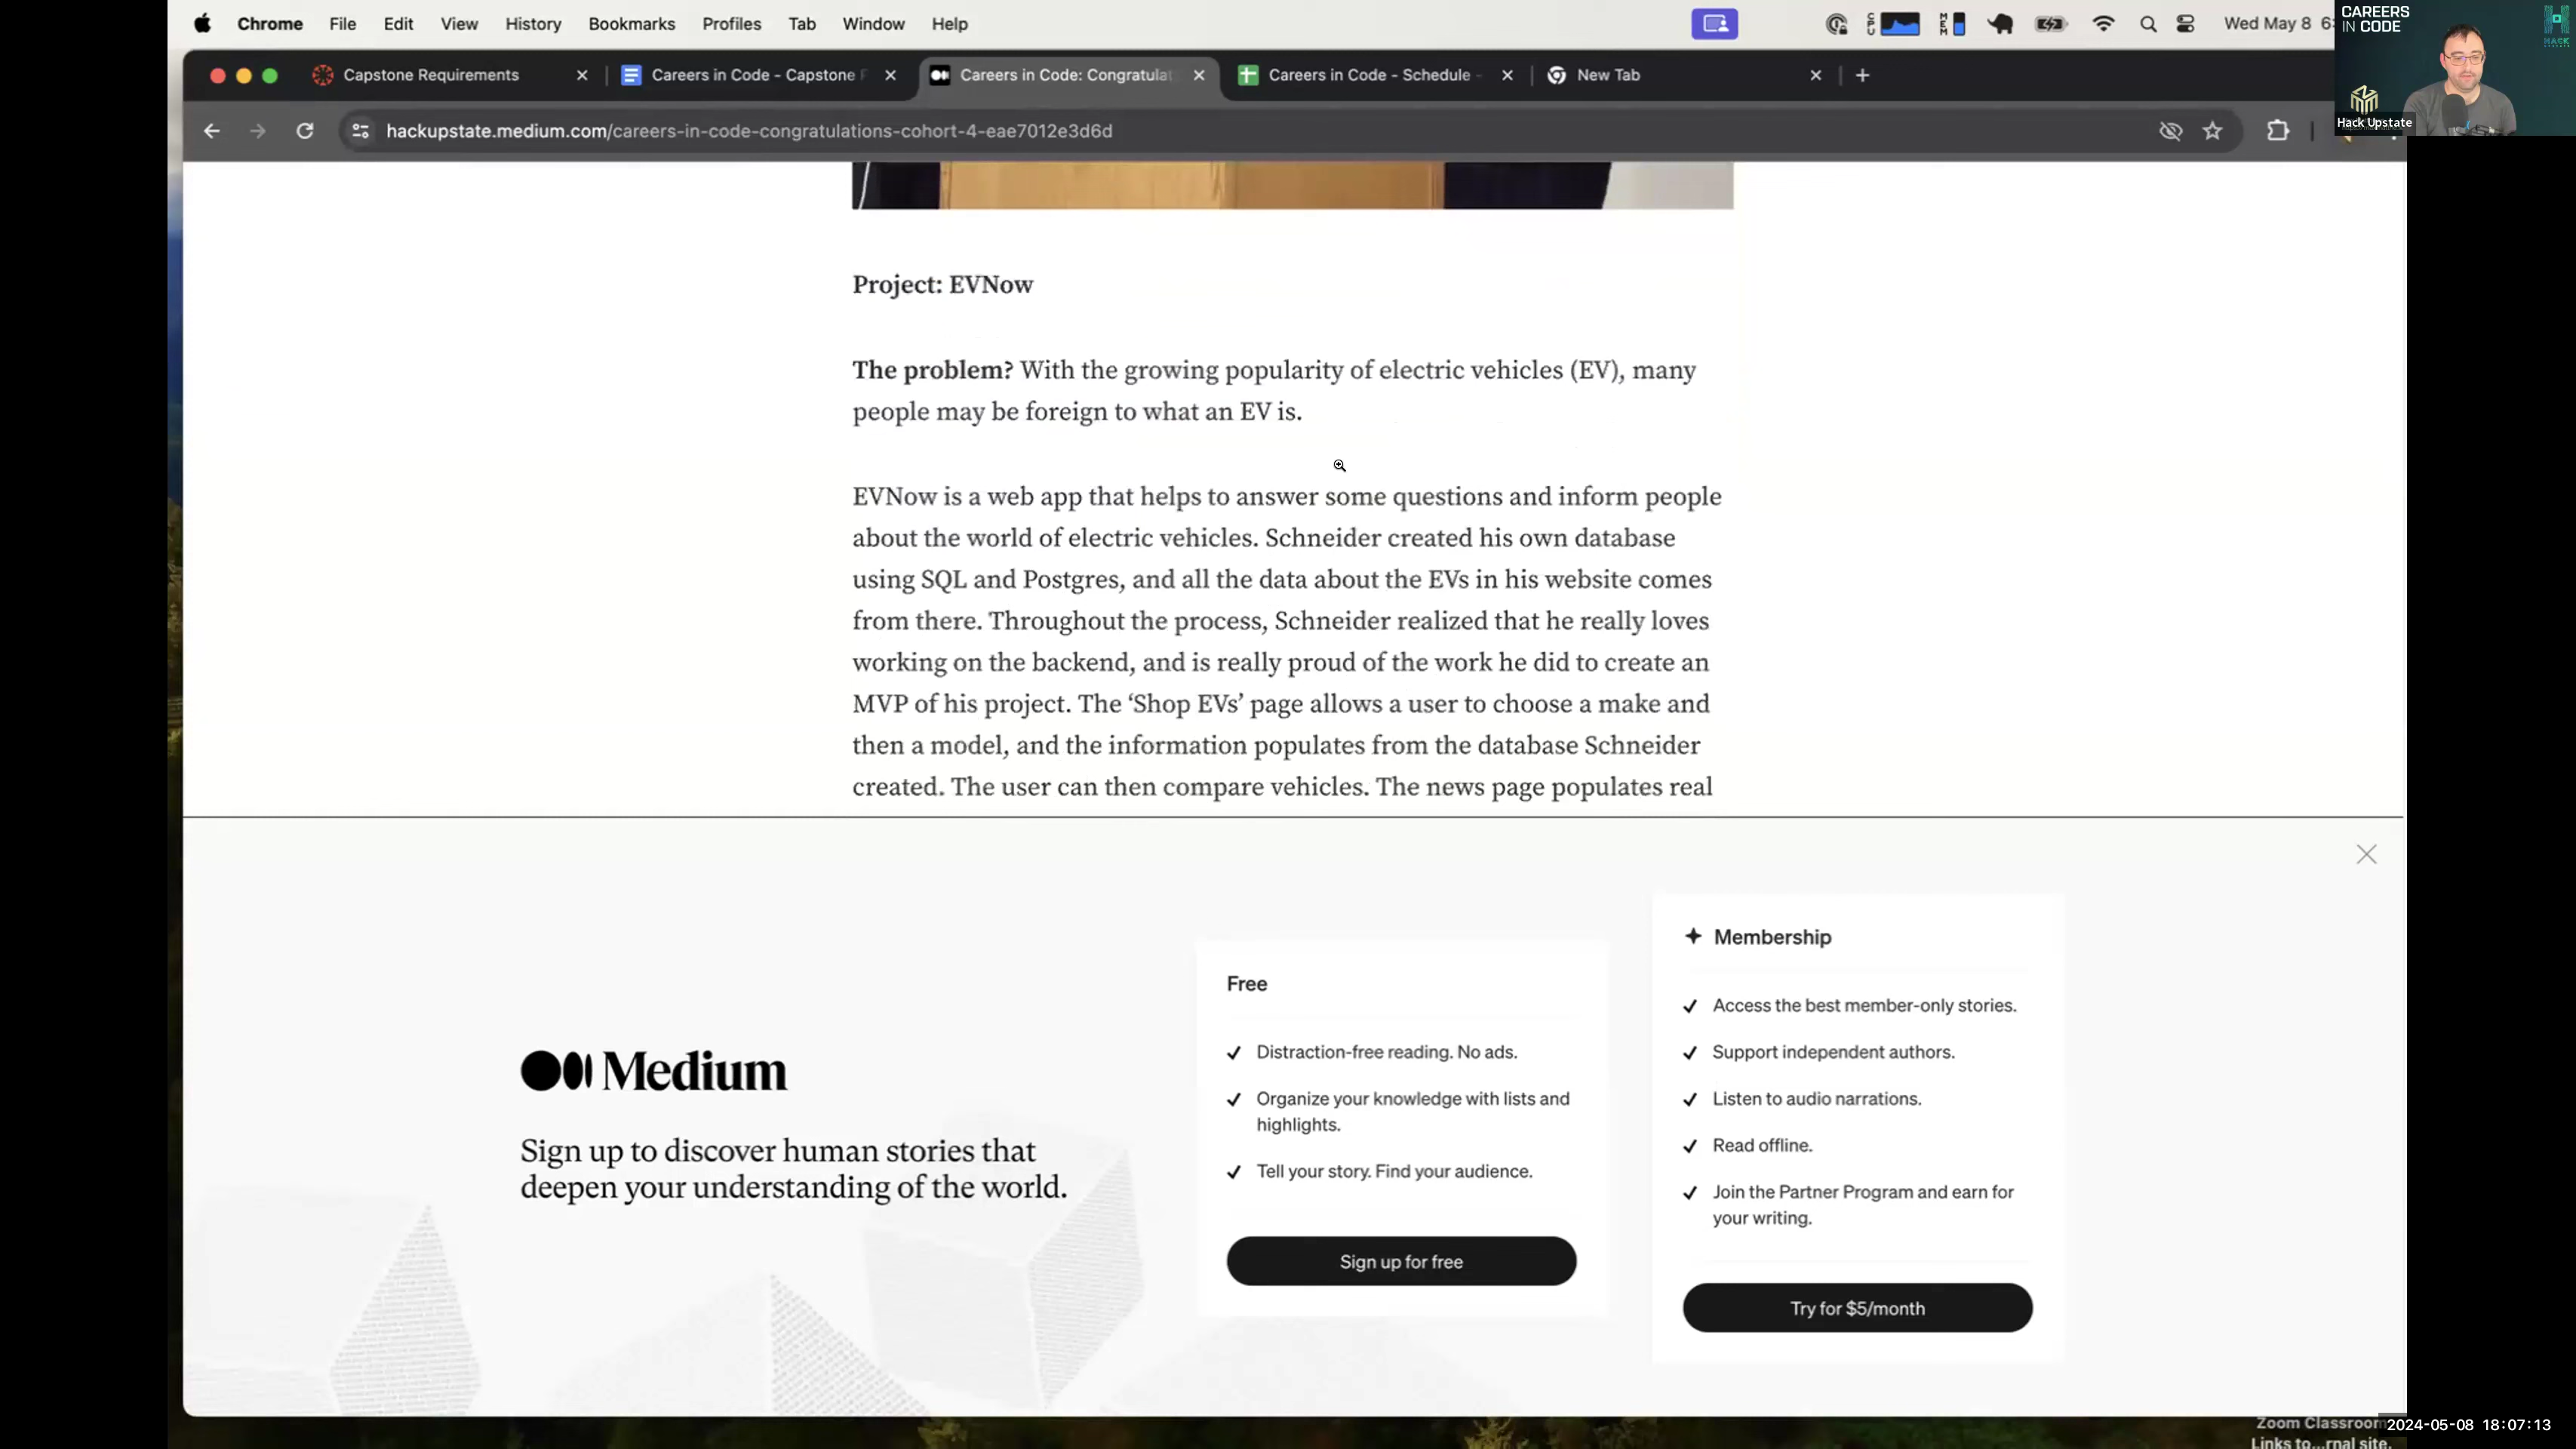 Chrome File Edit View History Bookmarks Profiles Tab Window Help
CPU
MEM
Wed May 8 6:
CAREERS
IN CODE
HACK
Hack Upstate
Capstone Requirements
Careers in Code - Capstone
Careers in Code: Congratulat
Careers in Code - Schedule -
New Tab
hackupstate.medium.com/careers-in-code-congratulations-cohort-4-eae7012e3d6d
Project: EVNow
The problem? With the growing popularity of electric vehicles (EV), many
people may be foreign to what an EV is.
EVNow is a web app that helps to answer some questions and inform people
about the world of electric vehicles. Schneider created his own database
using SQL and Postgres, and all the data about the EVs in his website comes
from there. Throughout the process, Schneider realized that he really loves
working on the backend, and is really proud of the work he did to create an
MVP of his project. The ‘Shop EVs’ page allows a user to choose a make and
then a model, and the information populates from the database Schneider
created. The user can then compare vehicles. The news page populates real
Medium
Sign up to discover human stories that
deepen your understanding of the world.
Free
Distraction-free reading. No ads.
Organize your knowledge with lists and
highlights.
Tell your story. Find your audience.
Sign up for free
Membership
Access the best member-only stories.
Support independent authors.
Listen to audio narrations.
Read offline.
Join the Partner Program and earn for
your writing.
Try for $5/month
Zoom Classroom
Links to...rnal site.
2024-05-08 18:07:13